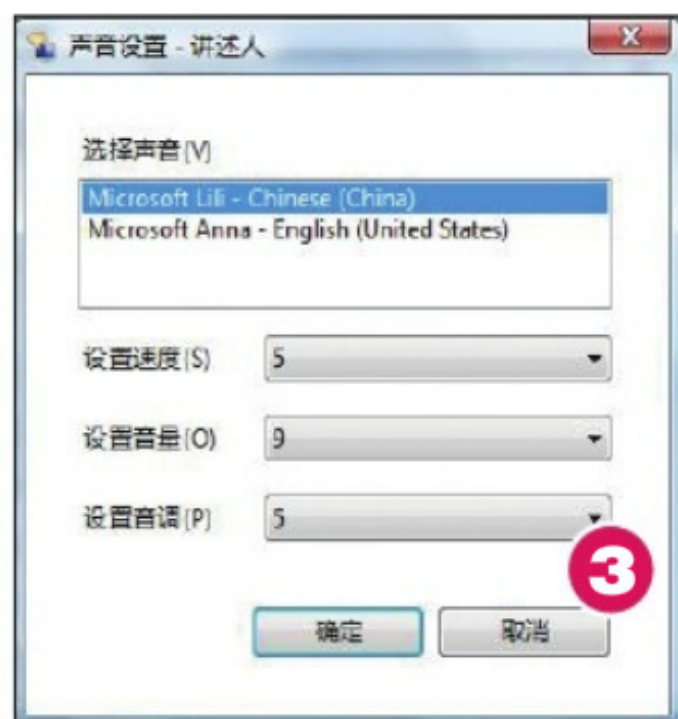 声音设置 - 讲述人
选择声音(V)
Microsoft Lili - Chinese (China)
Microsoft Anna - English (United States)
设置速度(S) 5
设置音量(O) 9
设置音调(P) 5
3
确定 取消